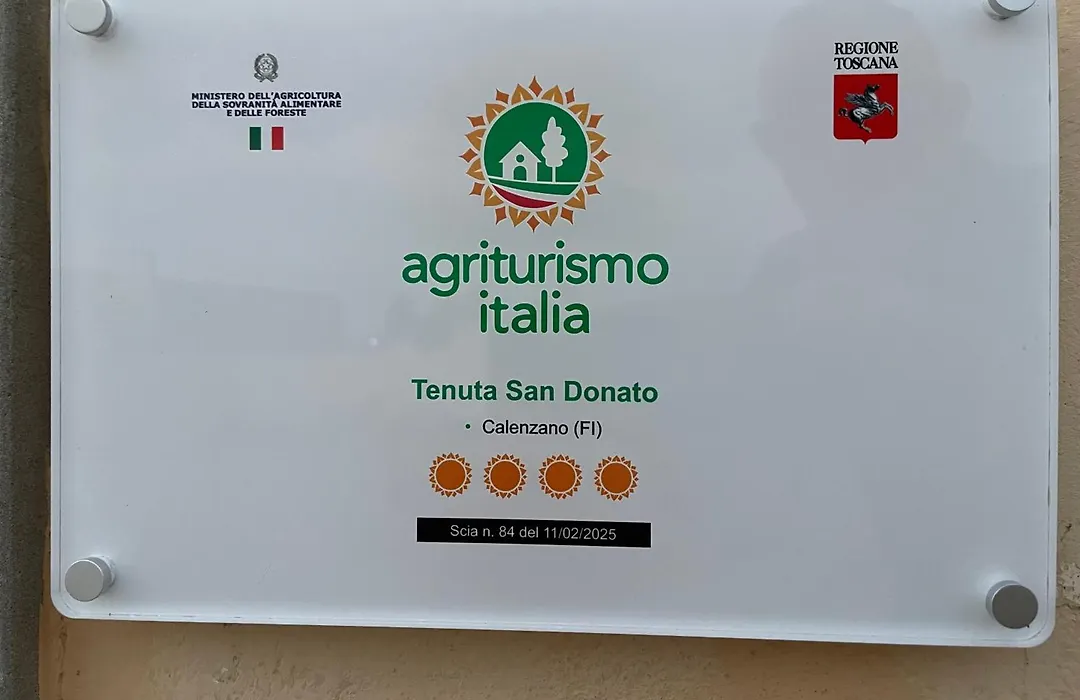 MINISTERO DELL'AGRICOLTURA
DELLA SOVRANITÀ ALIMENTARE
E DELLE FORESTE
REGIONE
TOSCANA
agriturismo
italia
Tenuta San Donato
• Calenzano (FI)
Scia n. 84 del 11/02/2025